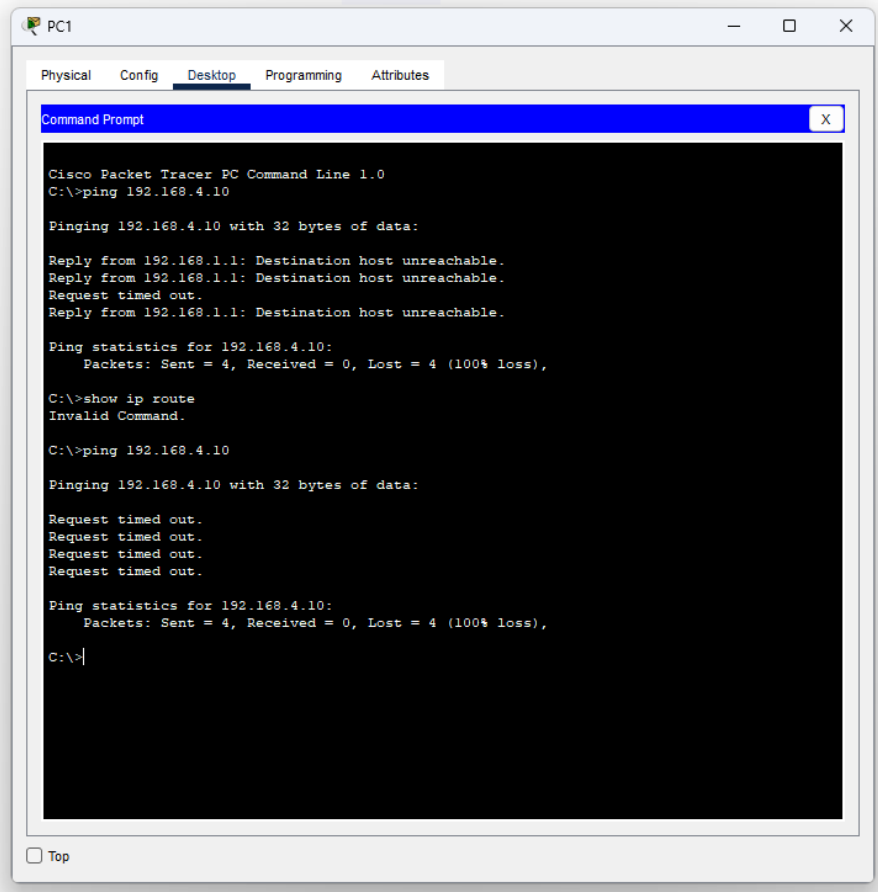 PC1
Physical Config Desktop Programming Attributes
Command Prompt
X
Cisco Packet Tracer PC Command Line 1.0
C:\>ping 192.168.4.10
Pinging 192.168.4.10 with 32 bytes of data:
Reply from 192.168.1.1: Destination host unreachable.
Reply from 192.168.1.1: Destination host unreachable.
Request timed out.
Reply from 192.168.1.1: Destination host unreachable.
Ping statistics for 192.168.4.10:
    Packets: Sent = 4, Received = 0, Lost = 4 (100% loss),
C:\>show ip route
Invalid Command.
C:\>ping 192.168.4.10
Pinging 192.168.4.10 with 32 bytes of data:
Request timed out.
Request timed out.
Request timed out.
Request timed out.
Ping statistics for 192.168.4.10:
    Packets: Sent = 4, Received = 0, Lost = 4 (100% loss),
C:\>
Top